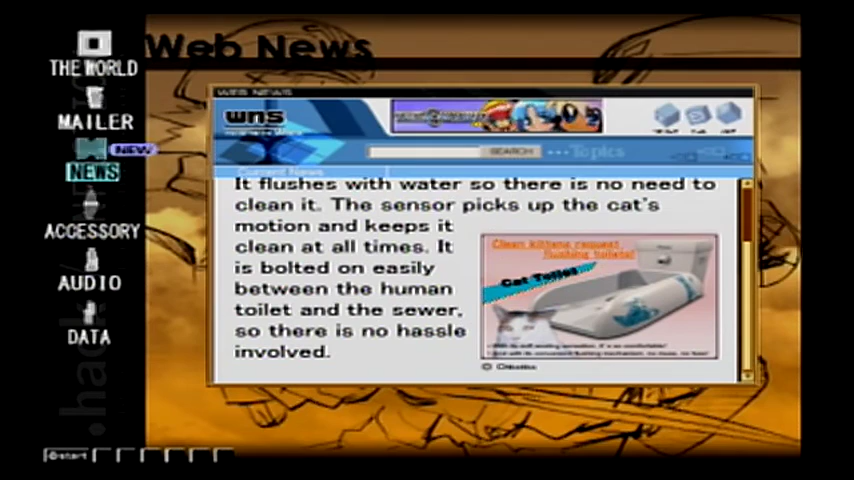 Web News
THE WORLD
MAILER
NEW
NEWS
ACCESSORY
AUDIO
DATA
.hack
WEB NEWS
wns
SEARCH
Topics
Current News
It flushes with water so there is no need to
clean it. The sensor picks up the cat's
motion and keeps it
clean at all times. It
is bolted on easily
between the human
toilet and the sewer,
so there is no hassle
involved.
Clean kittens request
flushing toilets!
Cat Toilet
start